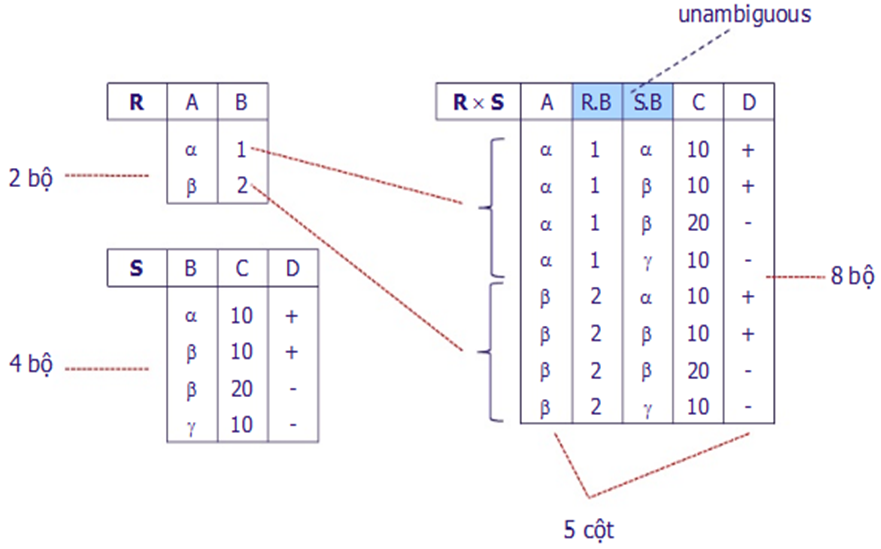 unambiguous
R A B
α 1
β 2
2 bộ
S B C D
α 10 +
β 10 +
β 20 -
γ 10 -
4 bộ
R × S A R.B S.B C D
α 1 α 10 +
α 1 β 10 +
α 1 β 20 -
α 1 γ 10 -
β 2 α 10 +
β 2 β 10 +
β 2 β 20 -
β 2 γ 10 -
8 bộ
5 cột